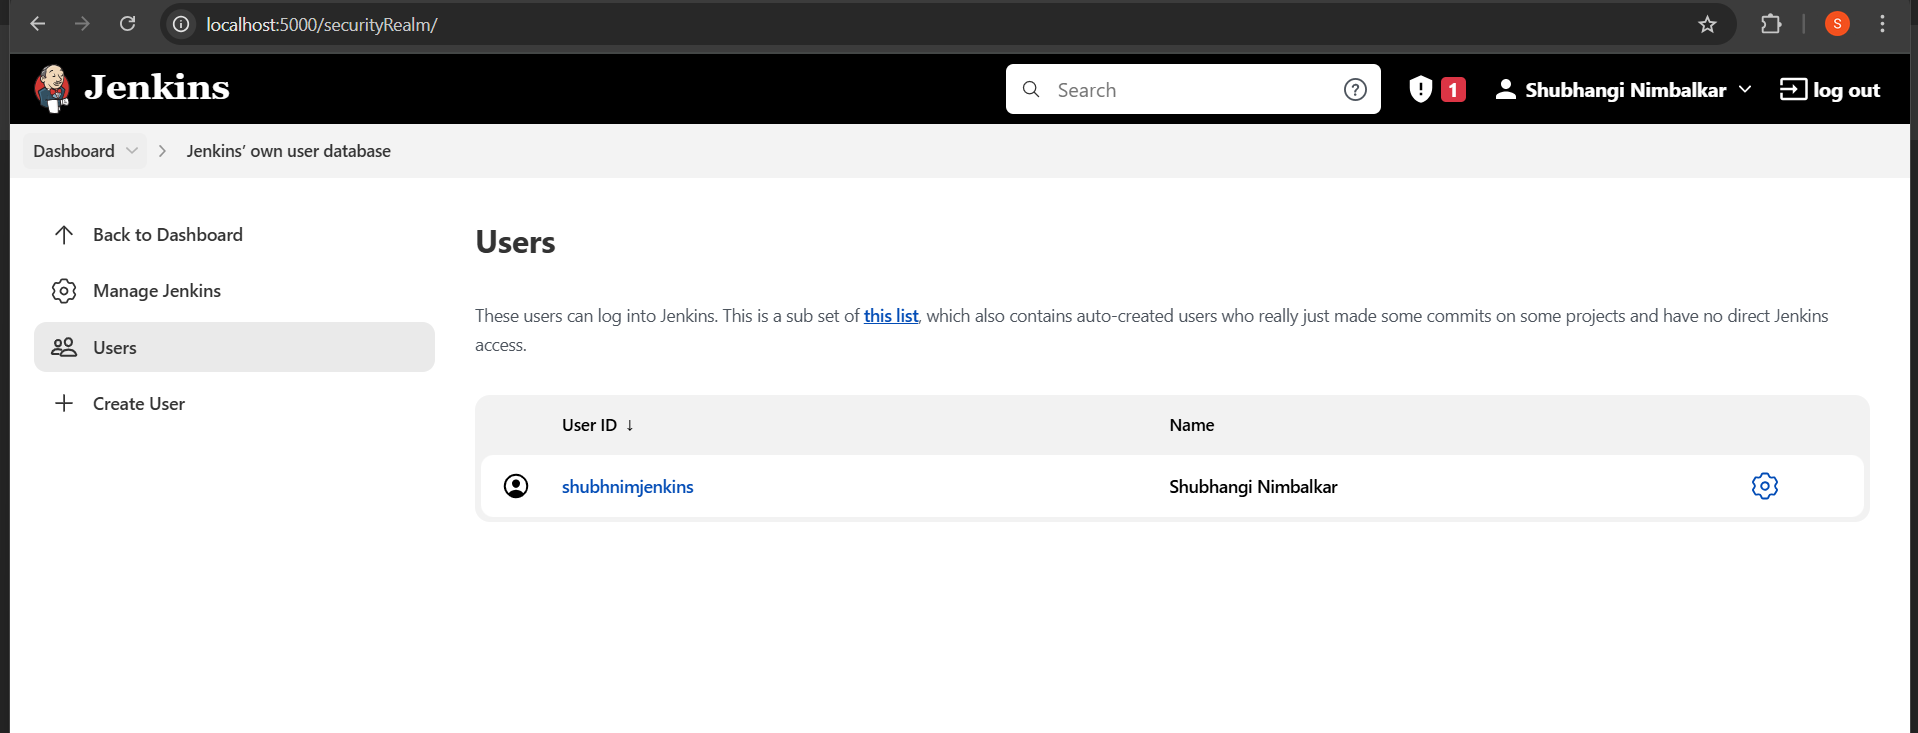 localhost:5000/securityRealm/
S
Jenkins
Search
1
Shubhangi Nimbalkar
log out
Dashboard
Jenkins’ own user database
Back to Dashboard
Manage Jenkins
Users
Create User
Users
These users can log into Jenkins. This is a sub set of this list, which also contains auto-created users who really just made some commits on some projects and have no direct Jenkins
access.
User ID ↓
Name
shubhnimjenkins
Shubhangi Nimbalkar